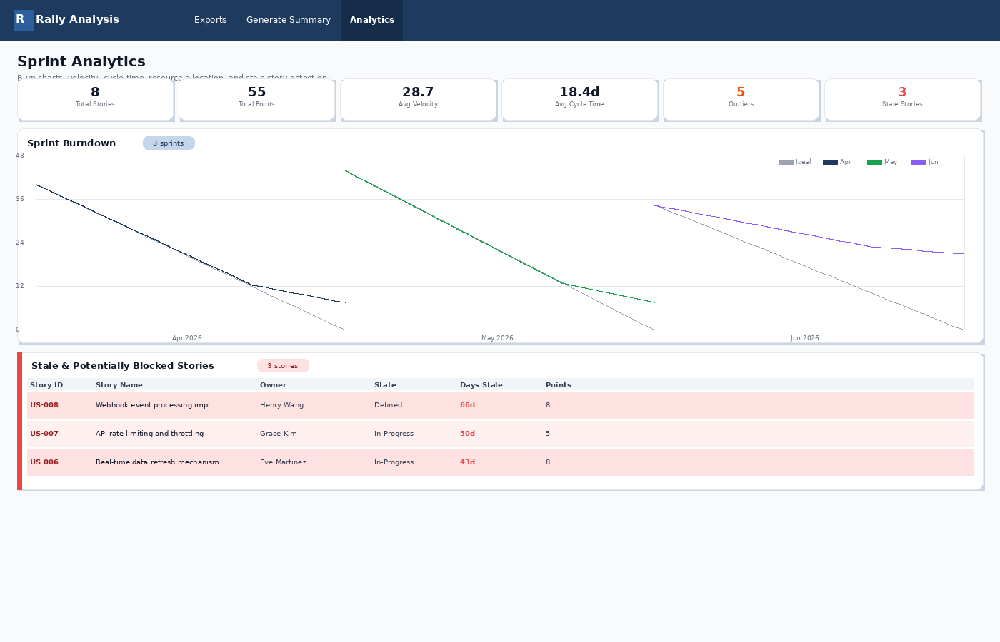 R Rally Analysis Exports Generate Summary Analytics
Sprint Analytics
Burn charts, velocity, cycle time, resource allocation, and stale story detection
8 55 28.7 18.4d 5 3
Total Stories Total Points Avg Velocity Avg Cycle Time Outliers Stale Stories
Sprint Burndown 3 sprints
48
Ideal Apr May Jun
36
24
12
0
Apr 2026 May 2026 Jun 2026
Stale & Potentially Blocked Stories 3 stories
Story ID Story Name Owner State Days Stale Points
US-008 Webhook event processing impl. Henry Wang Defined 66d 8
US-007 API rate limiting and throttling Grace Kim In-Progress 50d 5
US-006 Real-time data refresh mechanism Eve Martinez In-Progress 43d 8